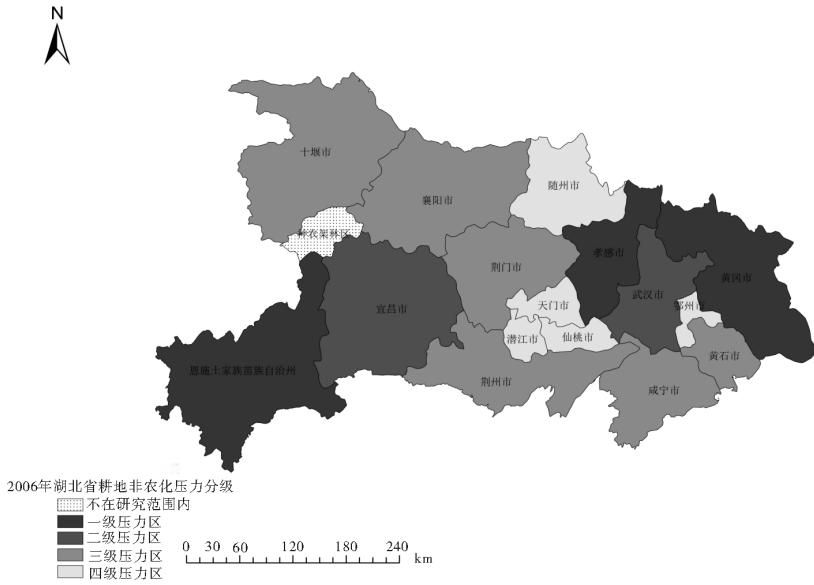 N
十堰市
襄阳市
随州市
神农架林区
荆门市
孝感市
黄冈市
宜昌市
天门市
武汉市
鄂州市
潜江市
仙桃市
黄石市
恩施土家族苗族自治州
荆州市
咸宁市
2006年湖北省耕地非农化压力分级
不在研究范围内
一级压力区
二级压力区
三级压力区
四级压力区
0 30 60 120 180 240
km